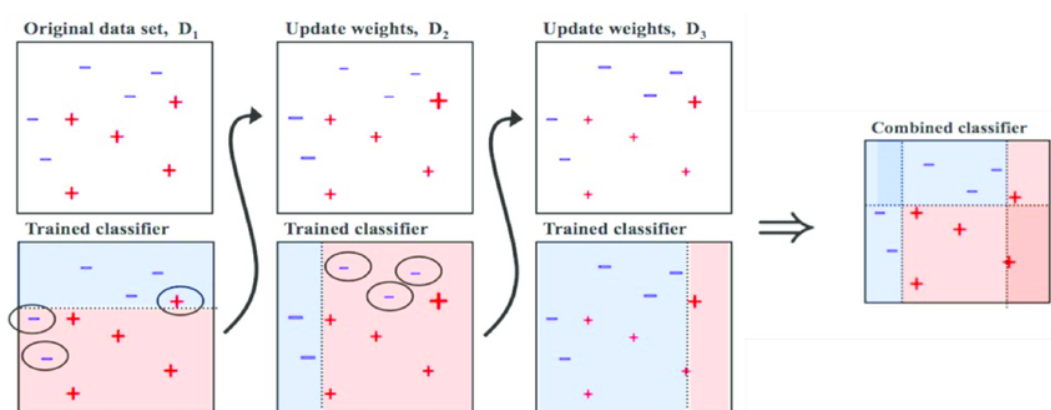 Original data set, D₁
Update weights, D₂
Update weights, D₃
Combined classifier
Trained classifier
Trained classifier
Trained classifier